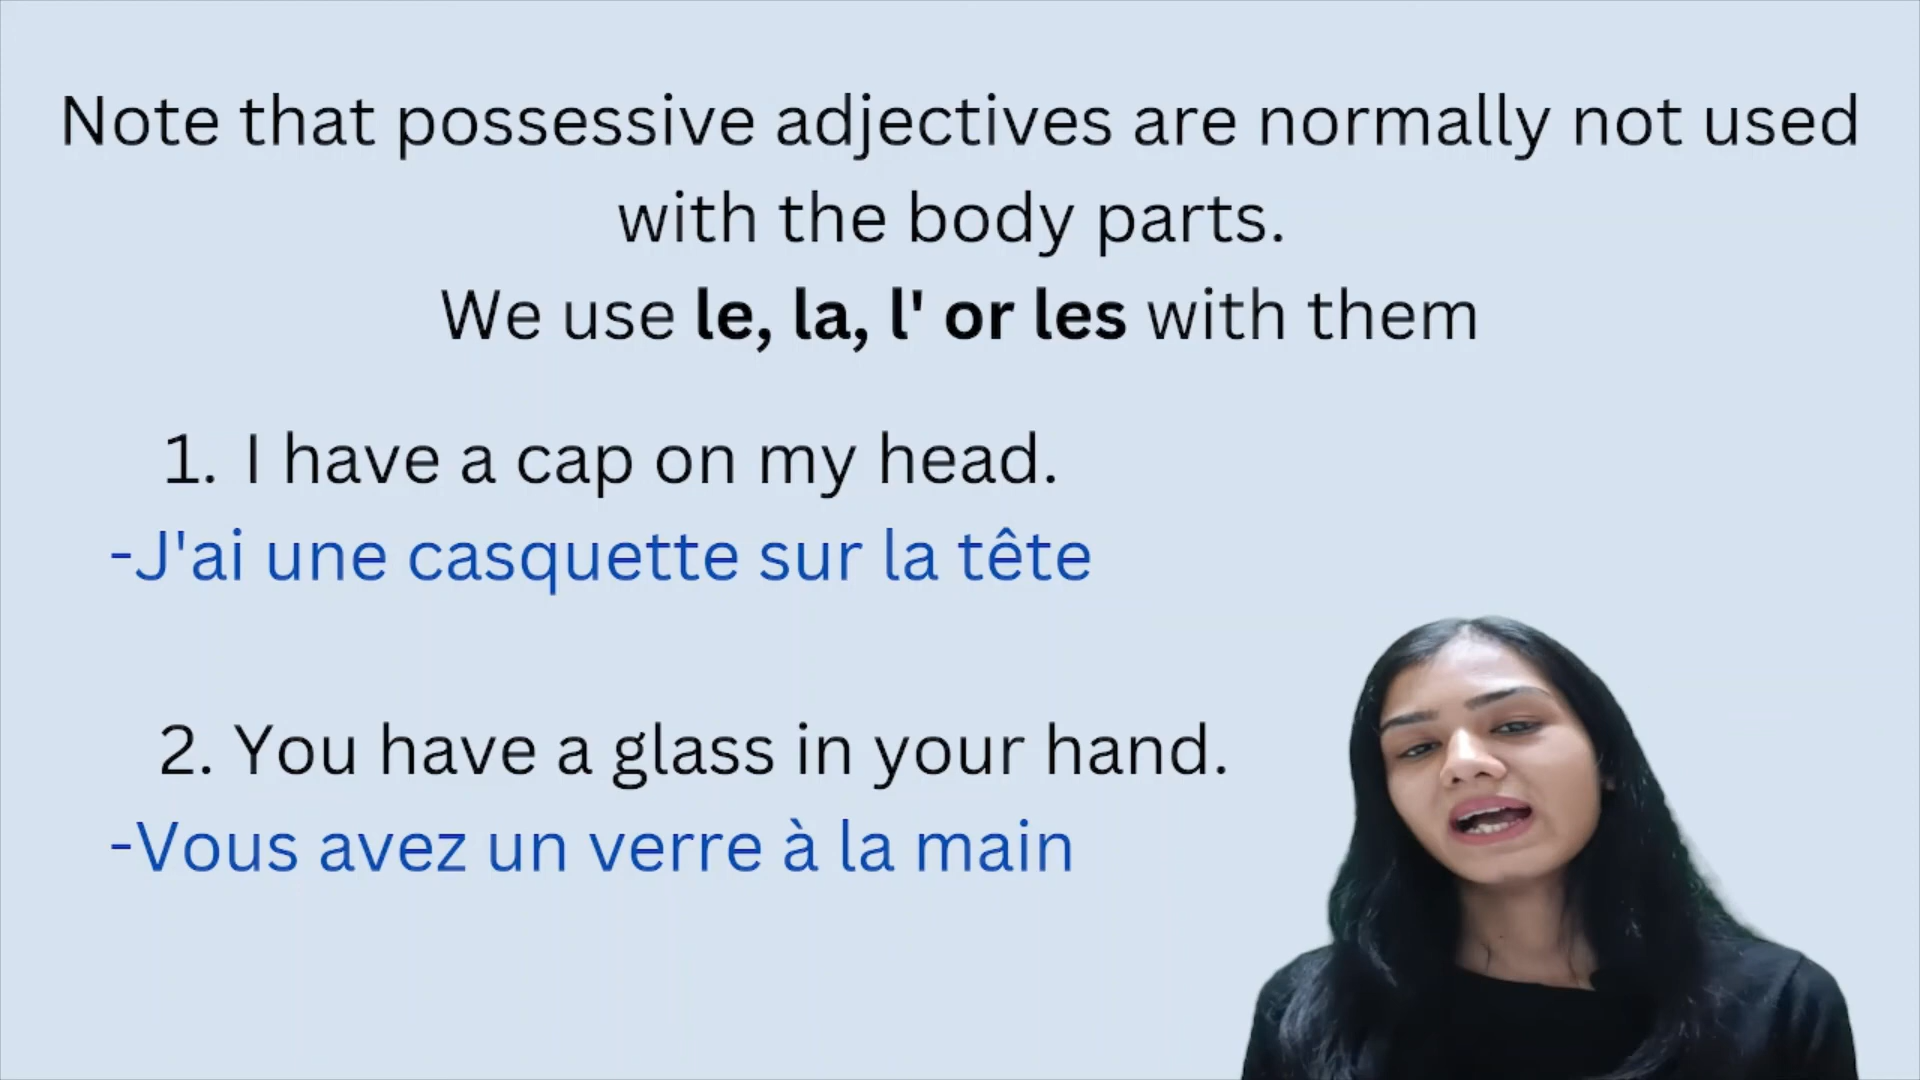 Note that possessive adjectives are normally not used
with the body parts.
We use le, la, l' or les with them
1. I have a cap on my head.
-J'ai une casquette sur la tête
2. You have a glass in your hand.
-Vous avez un verre à la main